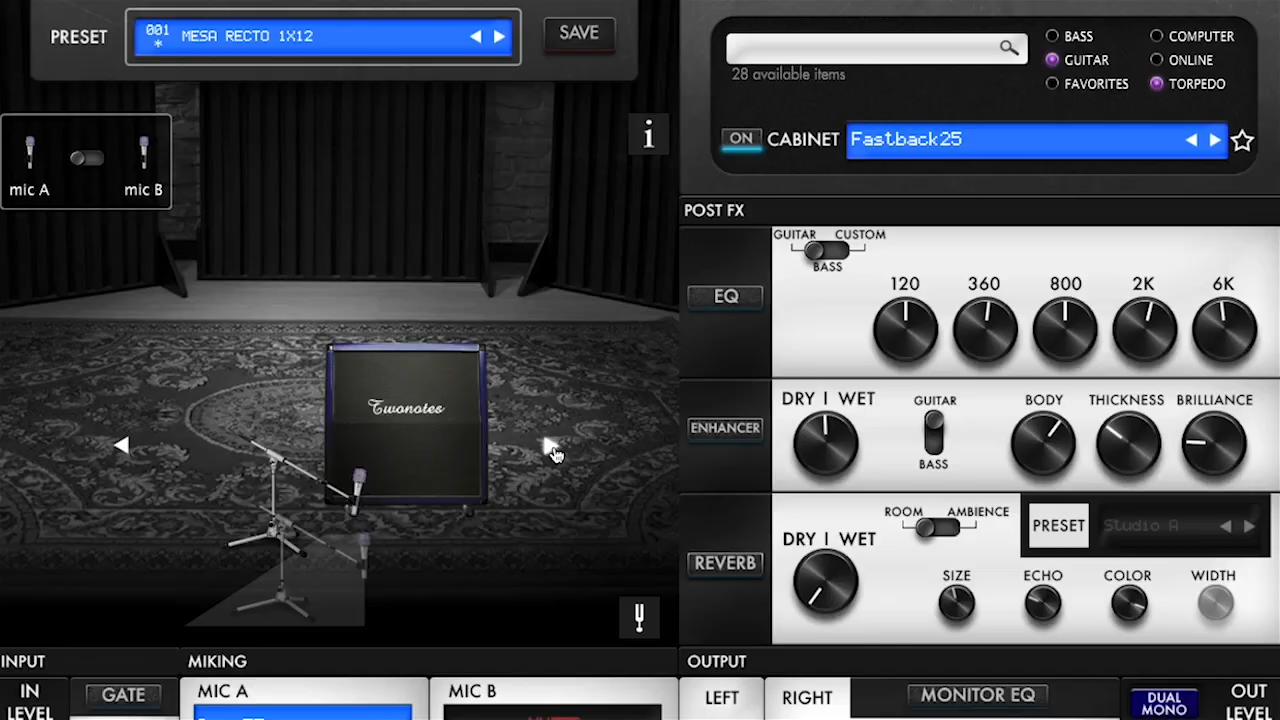 PRESET
001
* MESA RECTO 1X12
SAVE
28 available items
BASS
GUITAR
FAVORITES
COMPUTER
ONLINE
TORPEDO
ON CABINET Fastback25
i
mic A
mic B
Twonotes
POST FX
EQ
GUITAR CUSTOM
BASS
120 360 800 2K 6K
ENHANCER
DRY | WET
GUITAR
BASS
BODY THICKNESS BRILLIANCE
REVERB
DRY | WET
ROOM AMBIENCE
PRESET Studio A
SIZE ECHO COLOR WIDTH
INPUT
IN
LEVEL
GATE
MIKING
MIC A
MIC B
OUTPUT
LEFT RIGHT
MONITOR EQ
DUAL
MONO
OUT
LEVEL